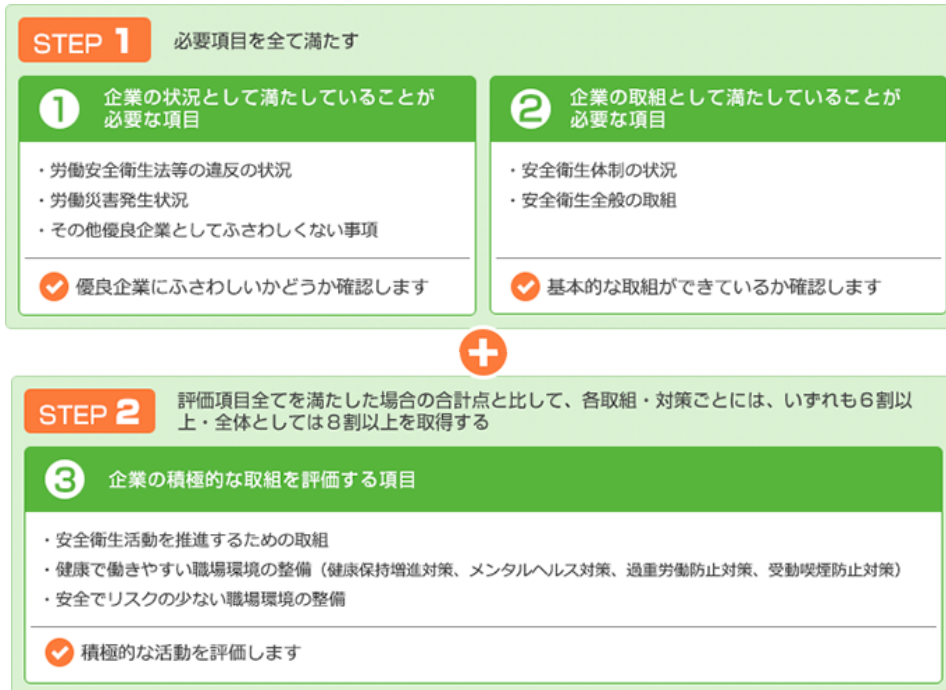 STEP 1 必要項目を全て満たす
1 企業の状況として満たしていることが
必要な項目
・労働安全衛生法等の違反の状況
・労働災害発生状況
・その他優良企業としてふさわしくない事項
優良企業にふさわしいかどうか確認します
2 企業の取組として満たしていることが
必要な項目
・安全衛生体制の状況
・安全衛生全般の取組
基本的な取組ができているか確認します
+
STEP 2 評価項目全てを満たした場合の合計点と比して、各取組・対策ごとには、いずれも6割以
上・全体としては8割以上を取得する
3 企業の積極的な取組を評価する項目
・安全衛生活動を推進するための取組
・健康で働きやすい職場環境の整備（健康保持増進対策、メンタルヘルス対策、過重労働防止対策、受動喫煙防止対策）
・安全でリスクの少ない職場環境の整備
積極的な活動を評価します